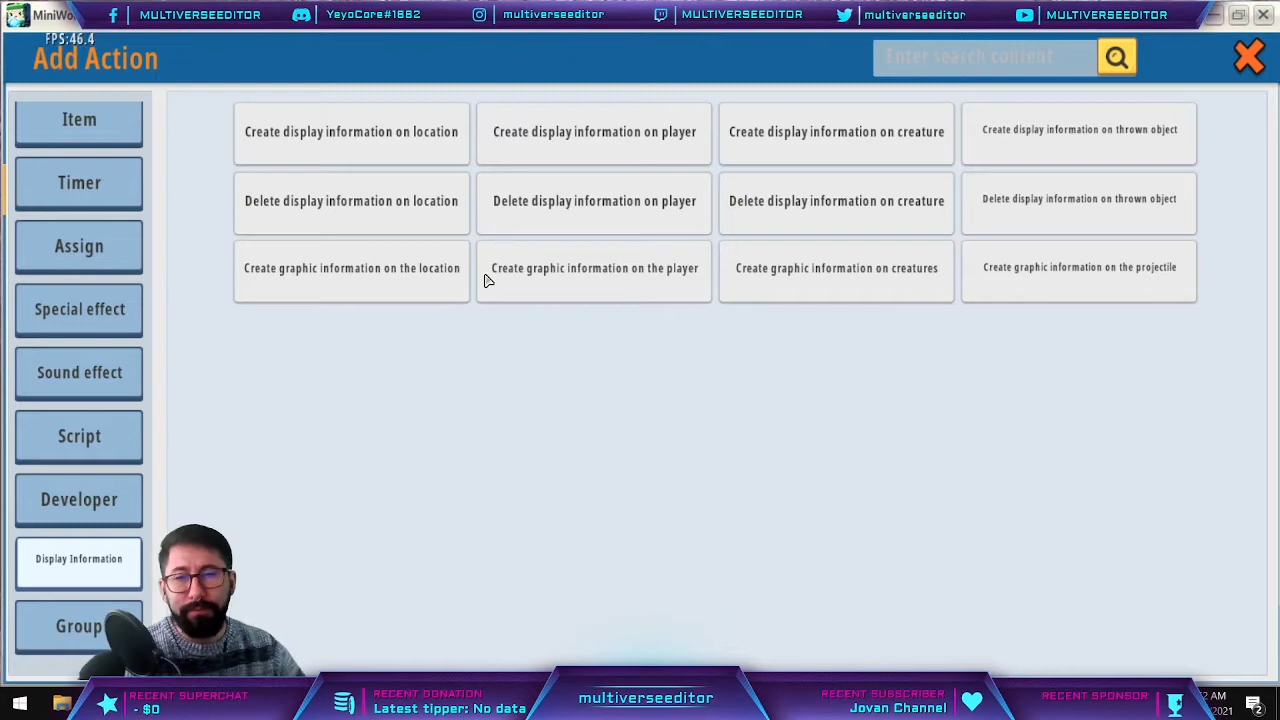 MiniWo
MULTIVERSEEDITOR
YeyoCore#1682
multiverseeditor
MULTIVERSEEDITOR
multiverseeditor
MULTIVERSEEDITOR
FPS:46.4
Add Action
Enter search content
Item
Timer
Assign
Special effect
Sound effect
Script
Developer
Display Information
Group
Create display information on location
Create display information on player
Create display information on creature
Create display information on thrown object
Delete display information on location
Delete display information on player
Delete display information on creature
Delete display information on thrown object
Create graphic information on the location
Create graphic information on the player
Create graphic information on creatures
Create graphic information on the projectile
RECENT SUPERCHAT
- $0
RECENT DONATION
Latest tipper: No data
multiverseeditor
RECENT SUBSCRIBER
Jovan Channel
RECENT SPONSOR
2 AM
2021
2